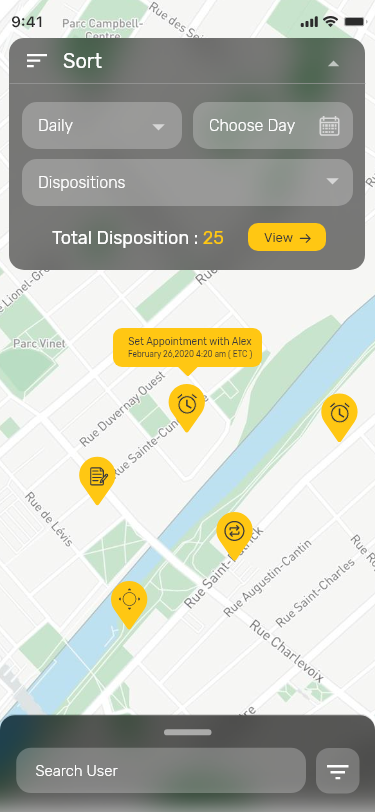 9:41
Parc Campbell-
Centre
Rue des Sei
Sort
Daily
Choose Day
Dispositions
Total Disposition : 25
View →
Rue
e Lionel-Gro
Parc Vinet
Set Appointment with Alex
February 26,2020 4:20 am ( ETC )
Rue Duvernay Ouest
Rue Sainte-Cun
Rue de Lévis
Rue Saint-Patrick
Rue Augustin-Cantin
Rue Saint-Charles
Rue Charlevoix
Search User